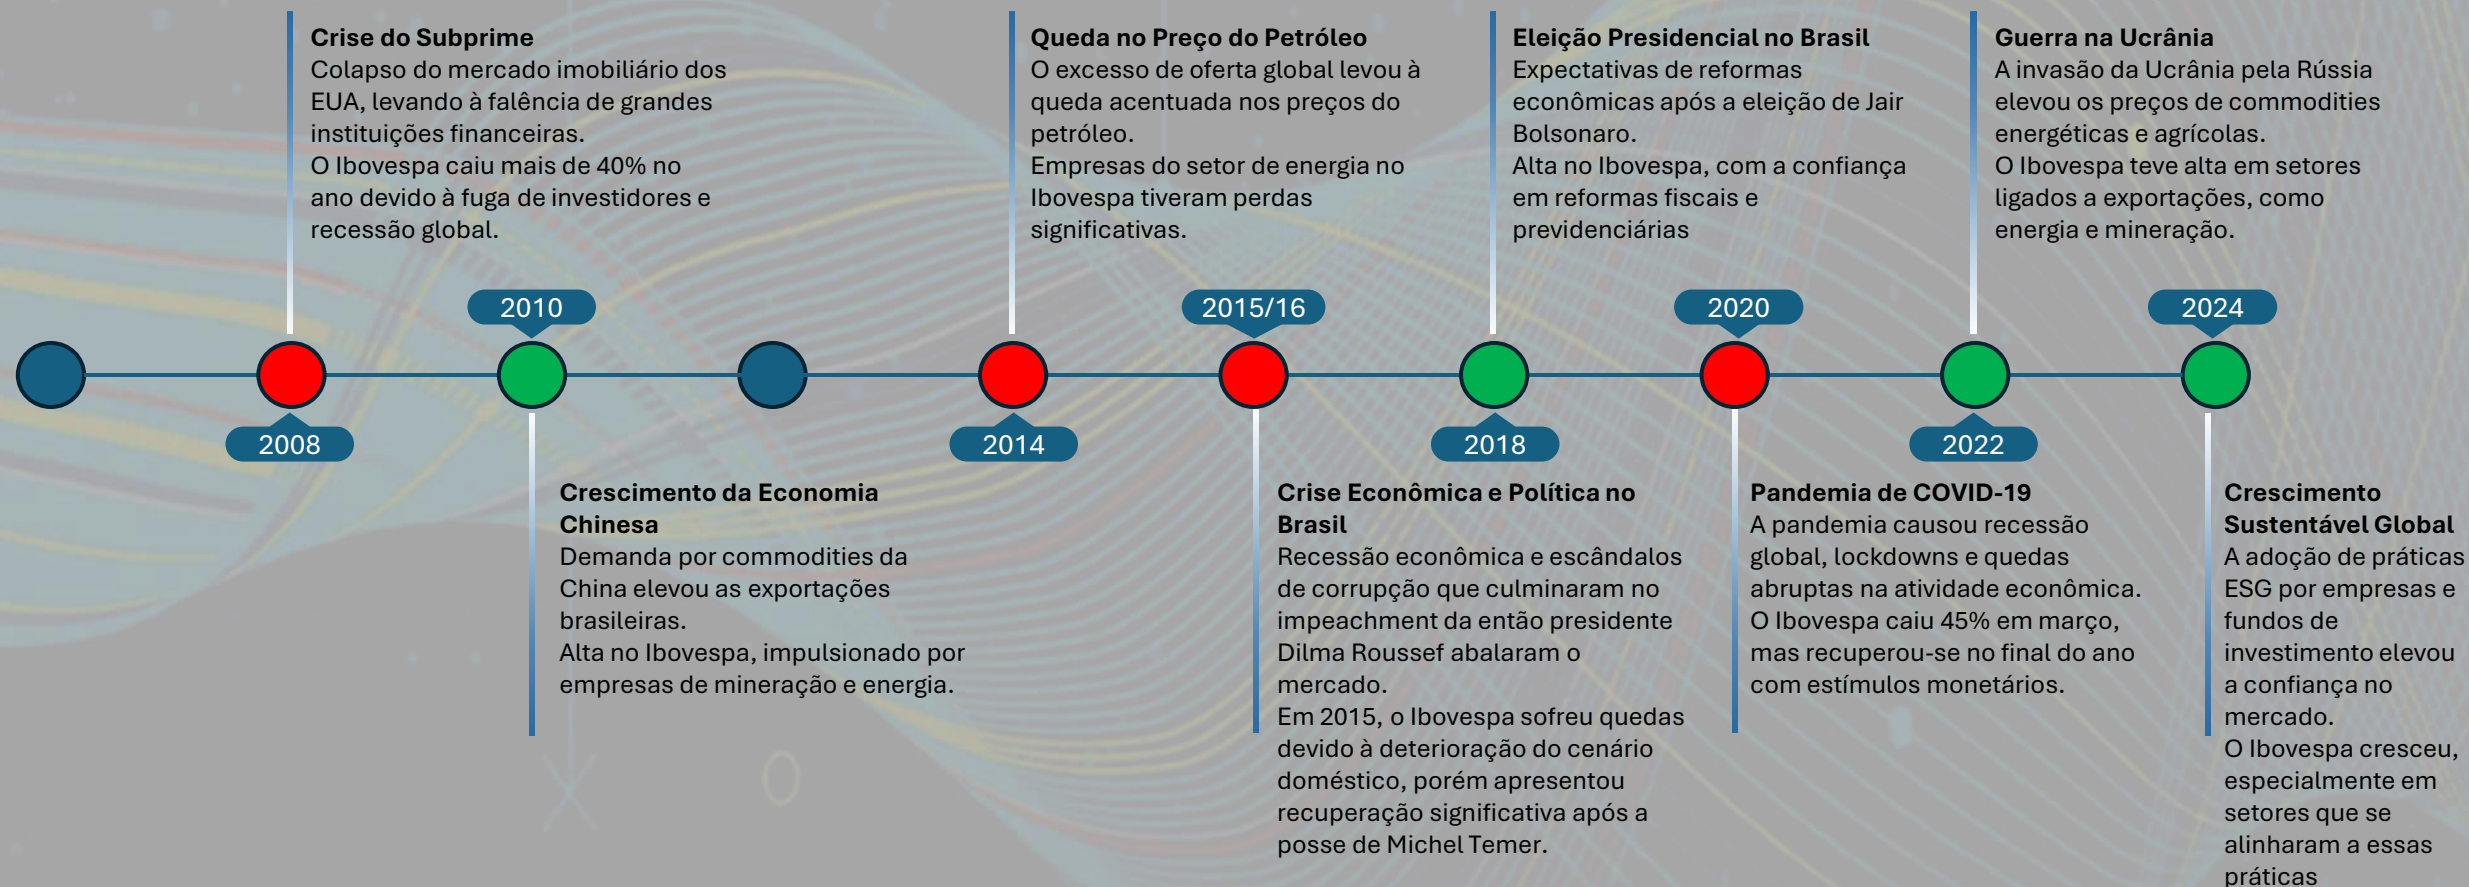 Crise do Subprime
Colapso do mercado imobiliário dos
EUA, levando à falência de grandes
instituições financeiras.
O Ibovespa caiu mais de 40% no
ano devido à fuga de investidores e
recessão global.
2008
2010
Crescimento da Economia
Chinesa
Demanda por commodities da
China elevou as exportações
brasileiras.
Alta no Ibovespa, impulsionado por
empresas de mineração e energia.
Queda no Preço do Petróleo
O excesso de oferta global levou à
queda acentuada nos preços do
petróleo.
Empresas do setor de energia no
Ibovespa tiveram perdas
significativas.
2014
2015/16
Crise Econômica e Política no
Brasil
Recessão econômica e escândalos
de corrupção que culminaram no
impeachment da então presidente
Dilma Roussef abalaram o
mercado.
Em 2015, o Ibovespa sofreu quedas
devido à deterioração do cenário
doméstico, porém apresentou
recuperação significativa após a
posse de Michel Temer.
Eleição Presidencial no Brasil
Expectativas de reformas
econômicas após a eleição de Jair
Bolsonaro.
Alta no Ibovespa, com a confiança
em reformas fiscais e
previdenciárias
2018
2020
Pandemia de COVID-19
A pandemia causou recessão
global, lockdowns e quedas
abruptas na atividade econômica.
O Ibovespa caiu 45% em março,
mas recuperou-se no final do ano
com estímulos monetários.
Guerra na Ucrânia
A invasão da Ucrânia pela Rússia
elevou os preços de commodities
energéticas e agrícolas.
O Ibovespa teve alta em setores
ligados a exportações, como
energia e mineração.
2022
2024
Crescimento
Sustentável Global
A adoção de práticas
ESG por empresas e
fundos de
investimento elevou
a confiança no
mercado.
O Ibovespa cresceu,
especialmente em
setores que se
alinharam a essas
práticas